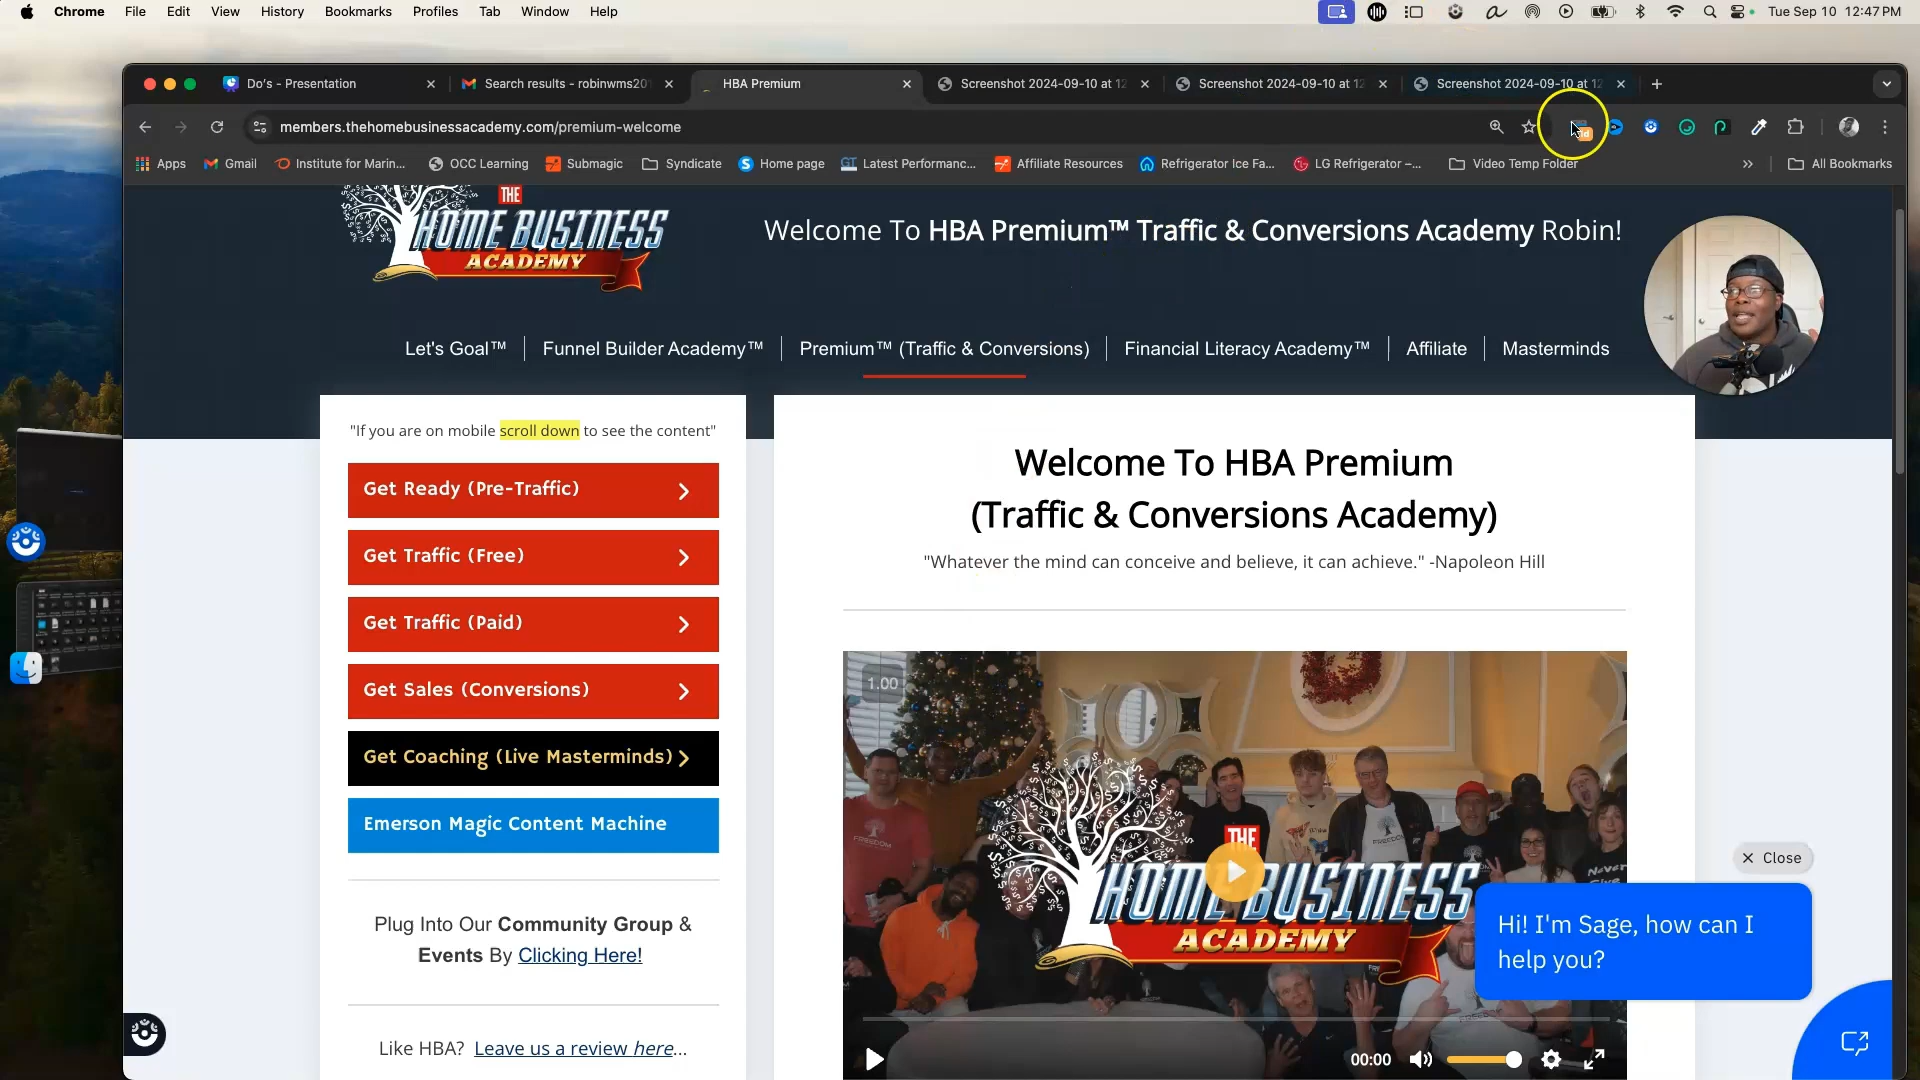 Chrome File Edit View History Bookmarks Profiles Tab Window Help
Tue Sep 10 12:47 PM
Do's - Presentation
Search results - robinwms20
HBA Premium
Screenshot 2024-09-10 at 12
Screenshot 2024-09-10 at 12
Screenshot 2024-09-10 at 12
members.thehomebusinessacademy.com/premium-welcome
Apps
Gmail
Institute for Marin...
OCC Learning
Submagic
Syndicate
Home page
Latest Performanc...
Affiliate Resources
Refrigerator Ice Fa...
LG Refrigerator –...
Video Temp Folder
All Bookmarks
THE
HOME BUSINESS
ACADEMY
Welcome To HBA Premium™ Traffic & Conversions Academy Robin!
Let's Goal™
Funnel Builder Academy™
Premium™ (Traffic & Conversions)
Financial Literacy Academy™
Affiliate
Masterminds
"If you are on mobile scroll down to see the content"
Get Ready (Pre-Traffic)
Get Traffic (Free)
Get Traffic (Paid)
Get Sales (Conversions)
Get Coaching (Live Masterminds)
Emerson Magic Content Machine
Plug Into Our Community Group &
Events By Clicking Here!
Like HBA? Leave us a review here...
Welcome To HBA Premium
(Traffic & Conversions Academy)
"Whatever the mind can conceive and believe, it can achieve." -Napoleon Hill
1.00
THE
HOME BUSINESS
ACADEMY
00:00
Close
Hi! I'm Sage, how can I
help you?